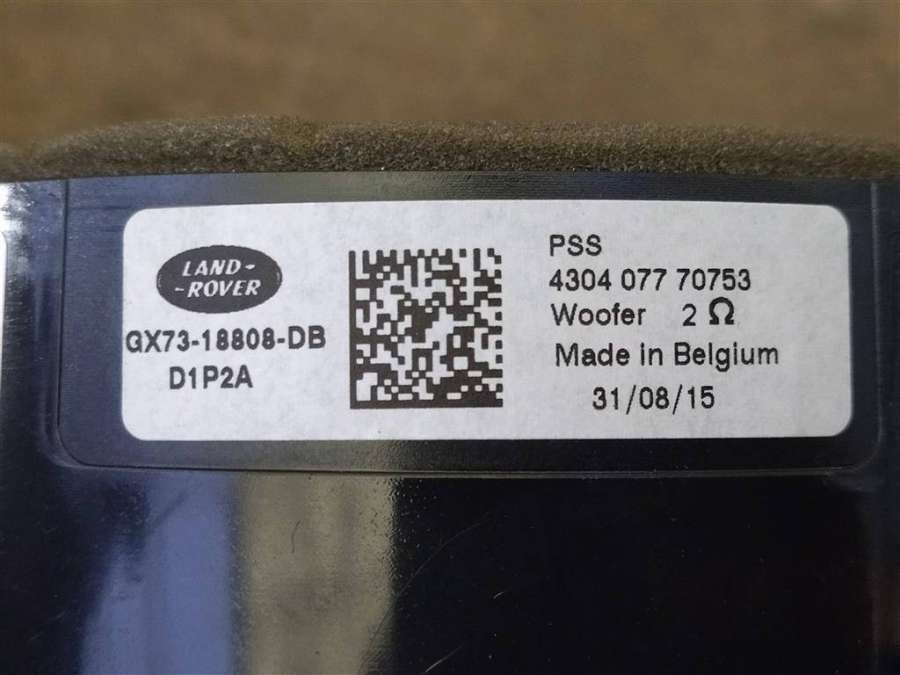 LAND-
-ROVER
GX73-18808-DB
D1P2A
PSS
4304 077 70753
Woofer 2 Ω
Made in Belgium
31/08/15